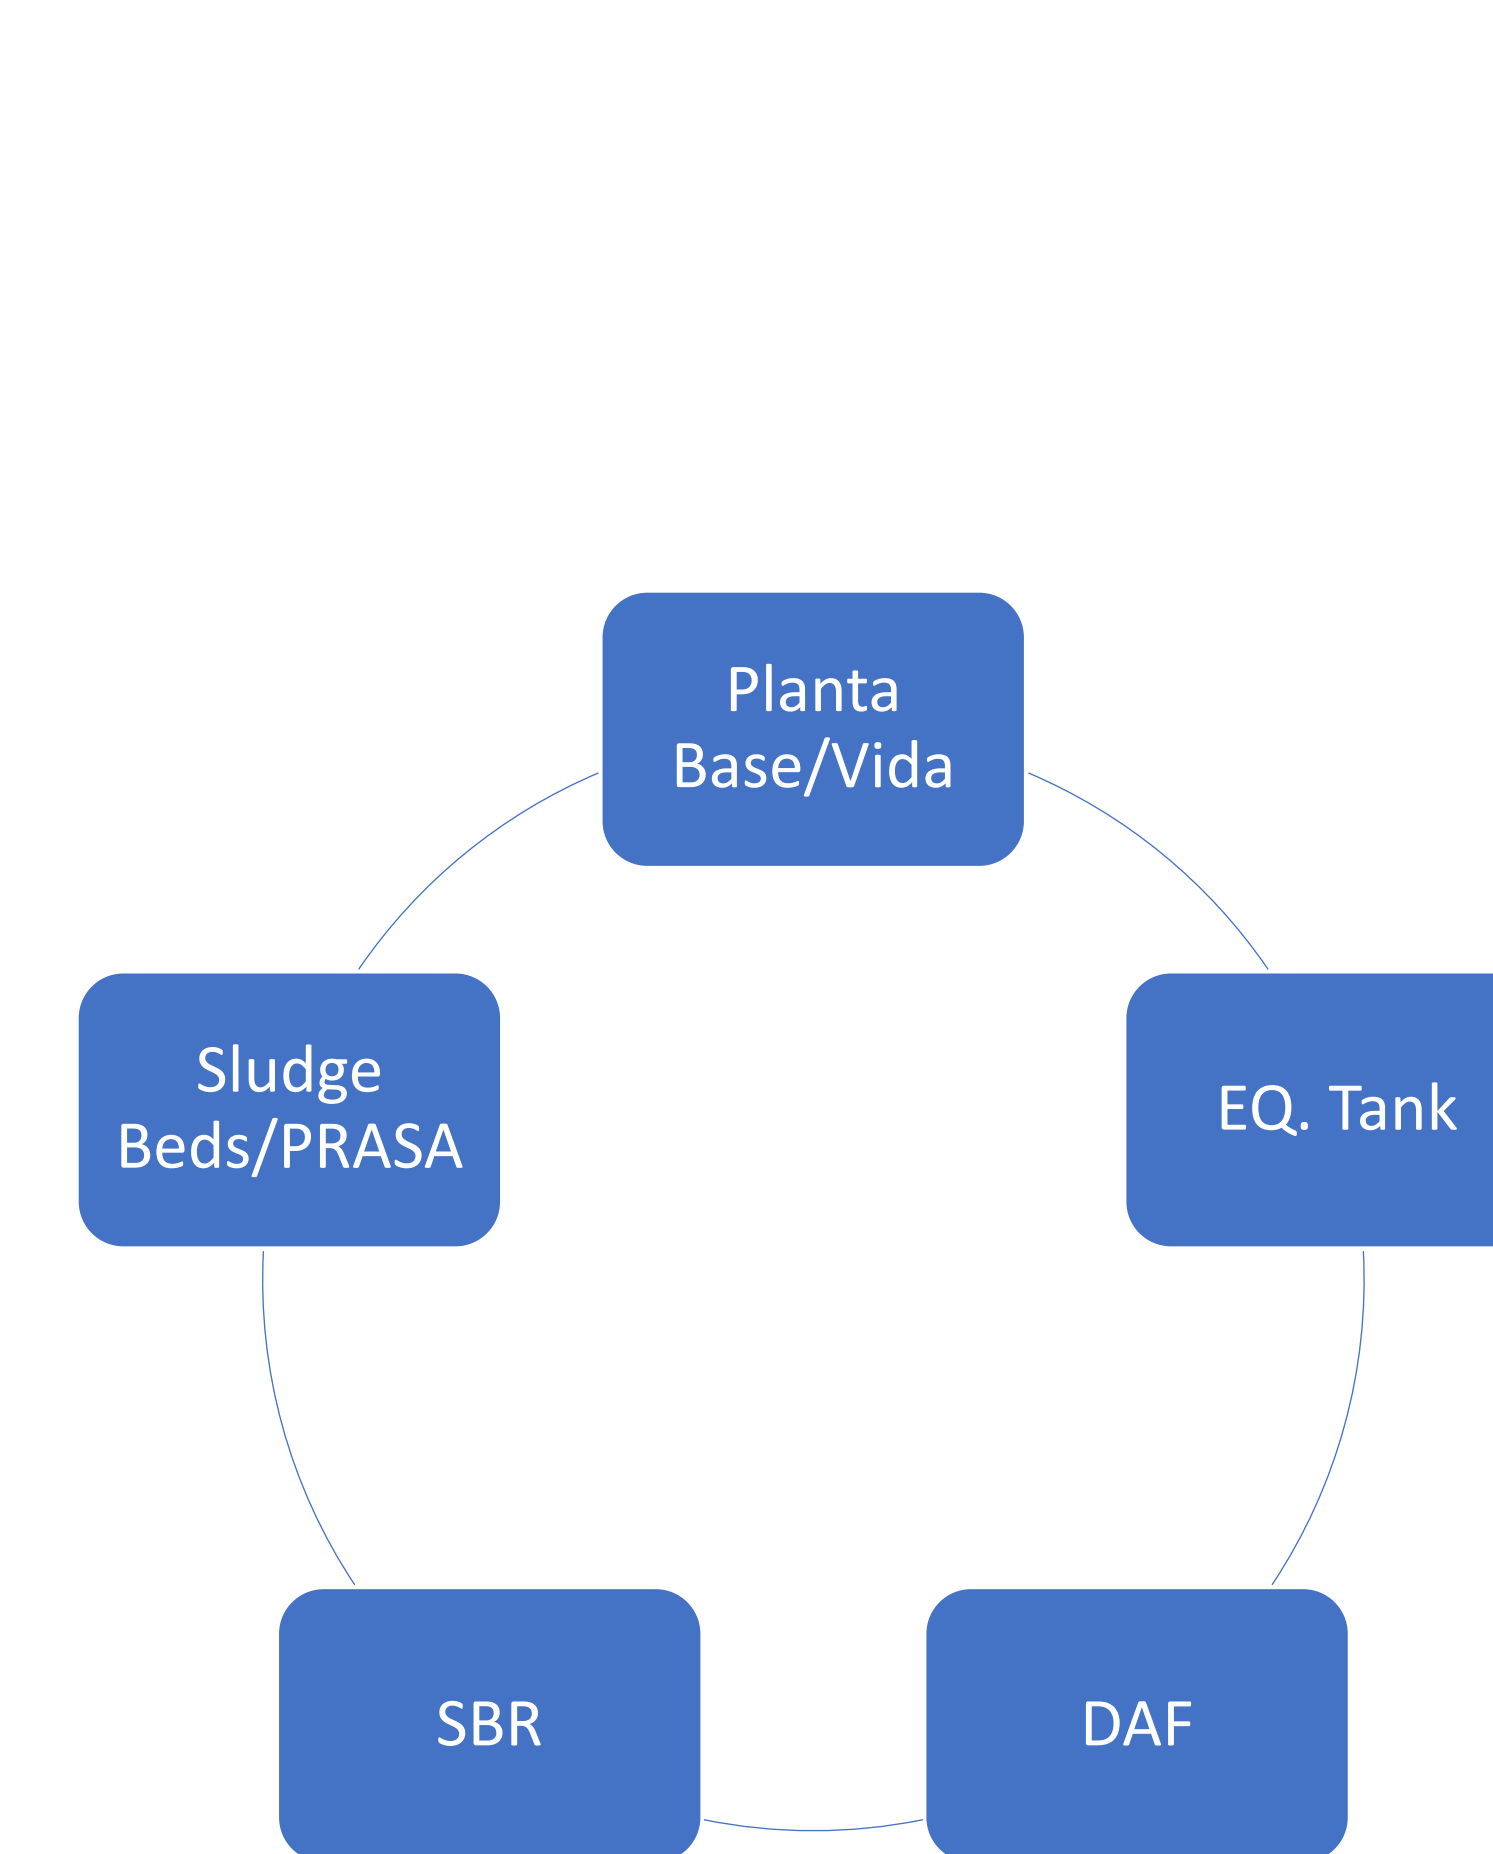 Planta
Base/Vida
EQ. Tank
DAF
SBR
Sludge
Beds/PRASA